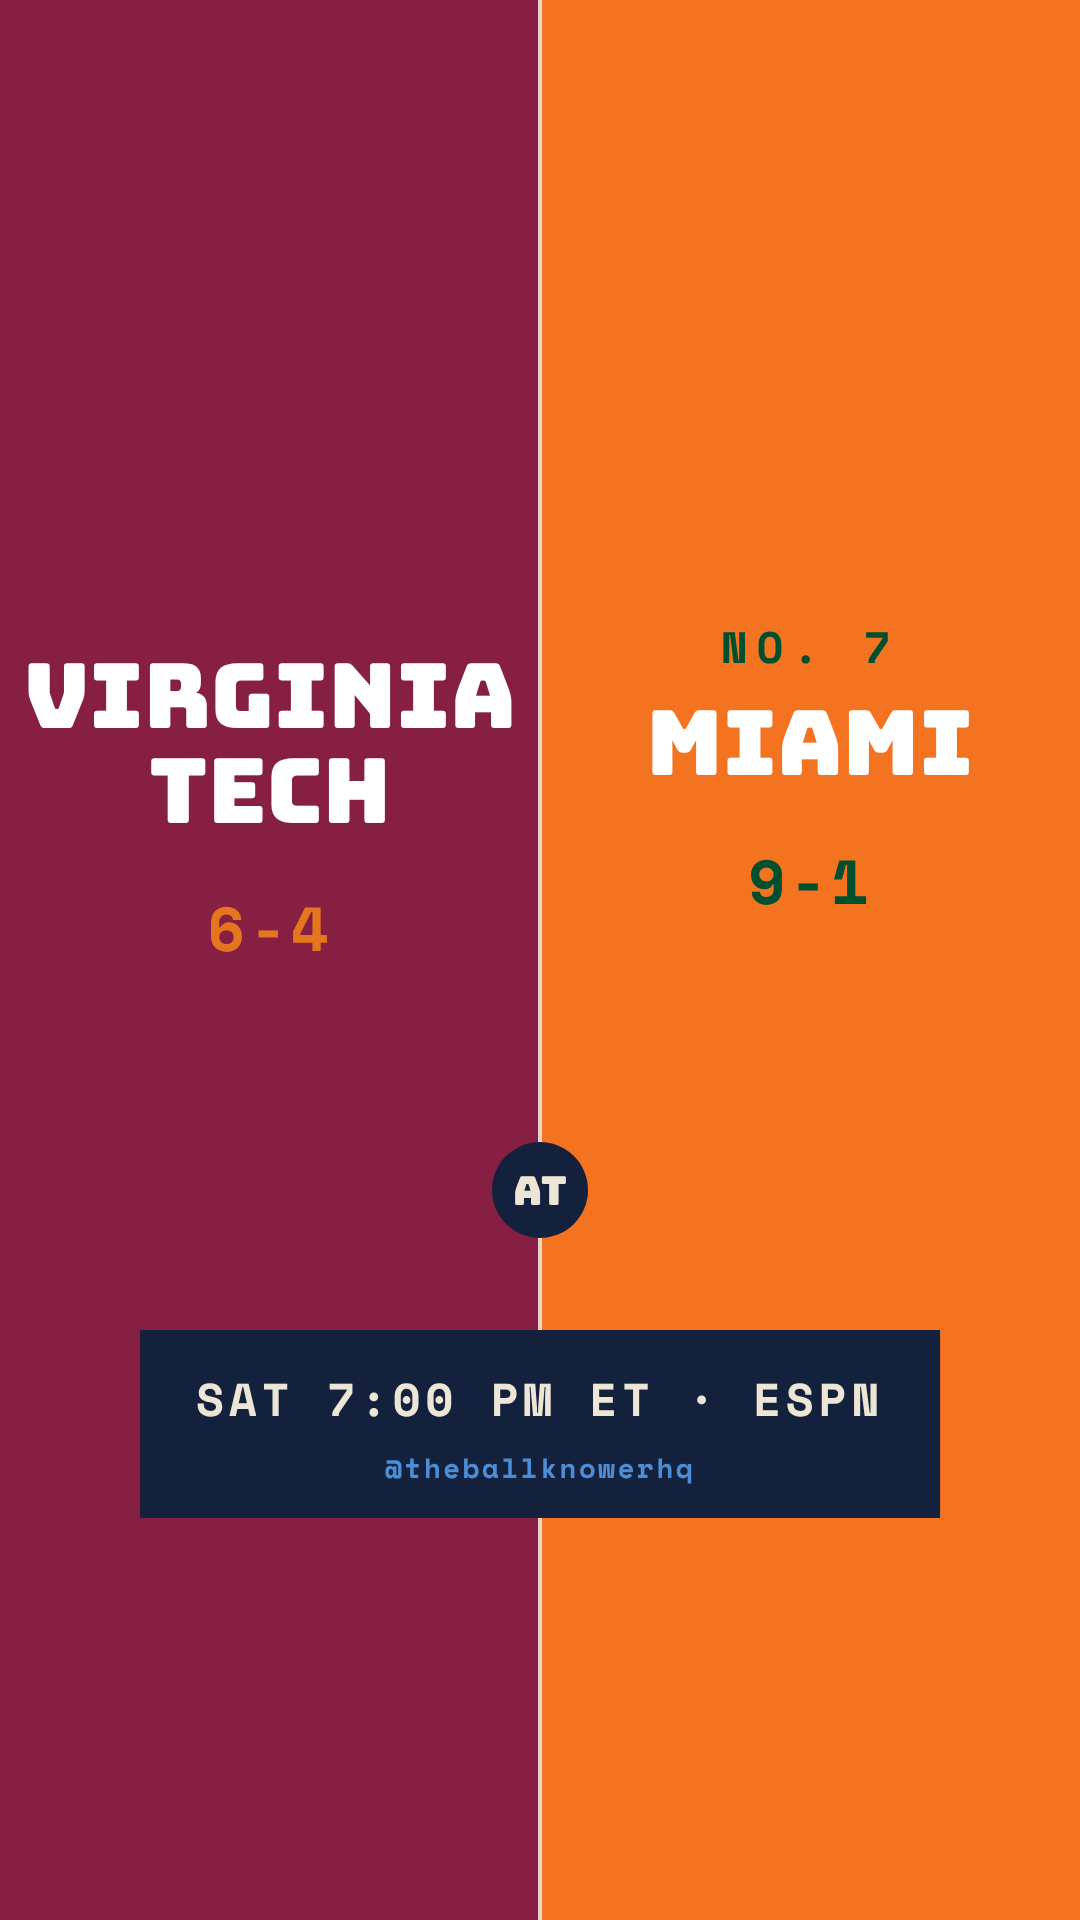 VIRGINIA
TECH
6-4
NO. 7
MIAMI
9-1
AT
SAT 7:00 PM ET · ESPN
@theballknowerhq